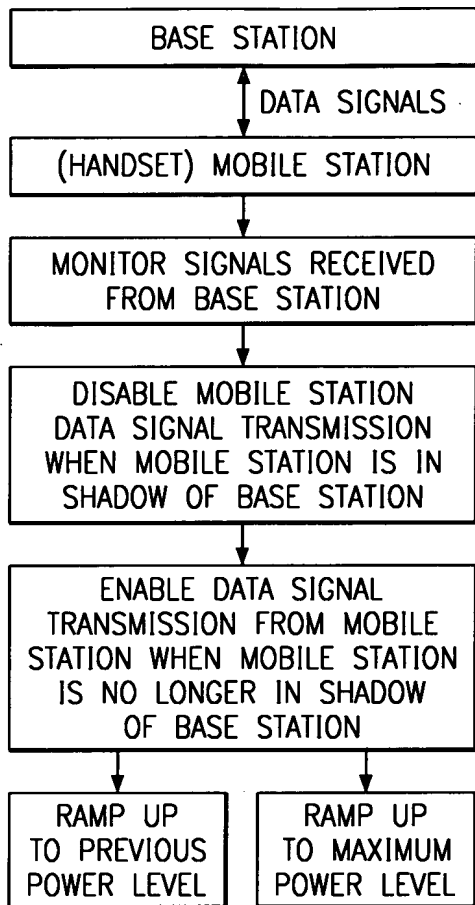 BASE STATION
DATA SIGNALS
(HANDSET) MOBILE STATION
MONITOR SIGNALS RECEIVED
FROM BASE STATION
DISABLE MOBILE STATION
DATA SIGNAL TRANSMISSION
WHEN MOBILE STATION IS IN
SHADOW OF BASE STATION
ENABLE DATA SIGNAL
TRANSMISSION FROM MOBILE
STATION WHEN MOBILE STATION
IS NO LONGER IN SHADOW
OF BASE STATION
RAMP UP
TO PREVIOUS
POWER LEVEL
RAMP UP
TO MAXIMUM
POWER LEVEL